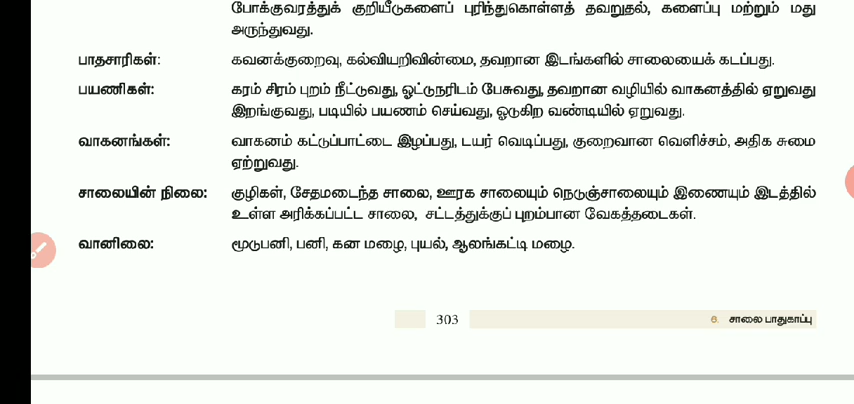 போக்குவரத்துக் குறியீடுகளைப் புரிந்துகொள்ளத் தவறுதல், களைப்பு மற்றும் மது
அருந்துவது.
பாதசாரிகள்: கவனக்குறைவு, கல்வியறிவின்மை, தவறான இடங்களில் சாலையைக் கடப்பது.
பயணிகள்: கரம் சிரம் புறம் நீட்டுவது, ஓட்டுநரிடம் பேசுவது, தவறான வழியில் வாகனத்தில் ஏறுவது
இறங்குவது, படியில் பயணம் செய்வது, ஓடுகிற வண்டியில் ஏறுவது.
வாகனங்கள்: வாகனம் கட்டுப்பாட்டை இழப்பது, டயர் வெடிப்பது, குறைவான வெளிச்சம், அதிக சுமை
ஏற்றுவது.
சாலையின் நிலை: குழிகள், சேதமடைந்த சாலை, ஊரக சாலையும் நெடுஞ்சாலையும் இணையும் இடத்தில்
உள்ள அரிக்கப்பட்ட சாலை, சட்டத்துக்குப் புறம்பான வேகத்தடைகள்.
வானிலை: மூடுபனி, பனி, கன மழை, புயல், ஆலங்கட்டி மழை.
303 6. சாலை பாதுகாப்பு